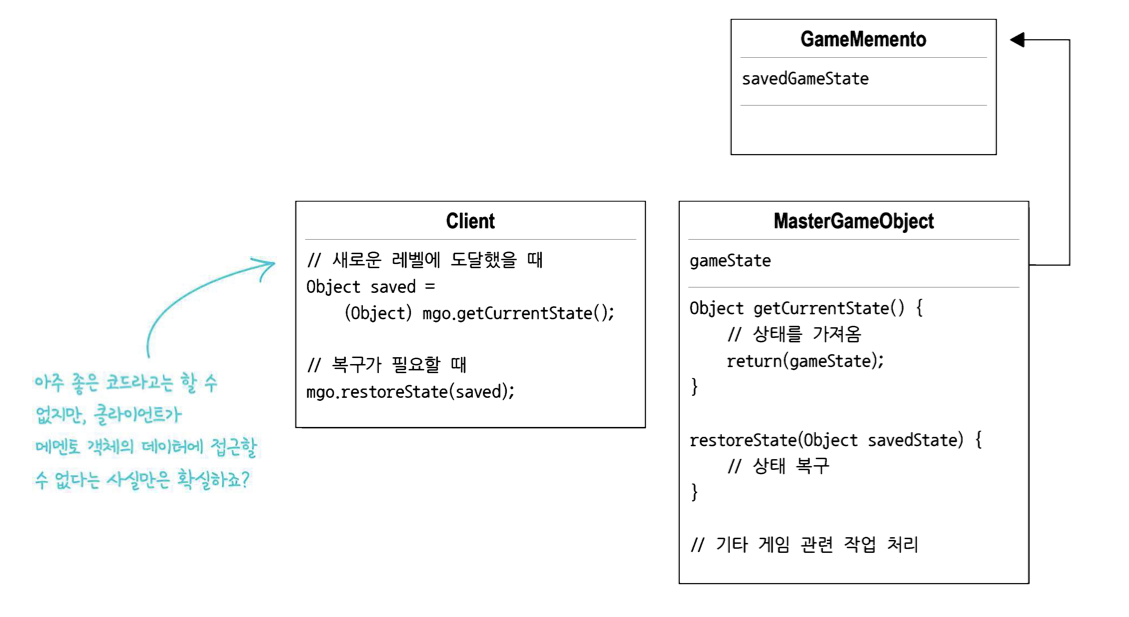 GameMemento
savedGameState
Client
// 새로운 레벨에 도달했을 때
Object saved =
(Object) mgo.getCurrentState();
// 복구가 필요할 때
mgo.restoreState(saved);
MasterGameObject
gameState
Object getCurrentState() {
// 상태를 가져옴
return(gameState);
}
restoreState(Object savedState) {
// 상태 복구
}
// 기타 게임 관련 작업 처리
아주 좋은 코드라고는 할 수
없지만, 클라이언트가
메멘토 객체의 데이터에 접근할
수 없다는 사실만은 확실하죠?